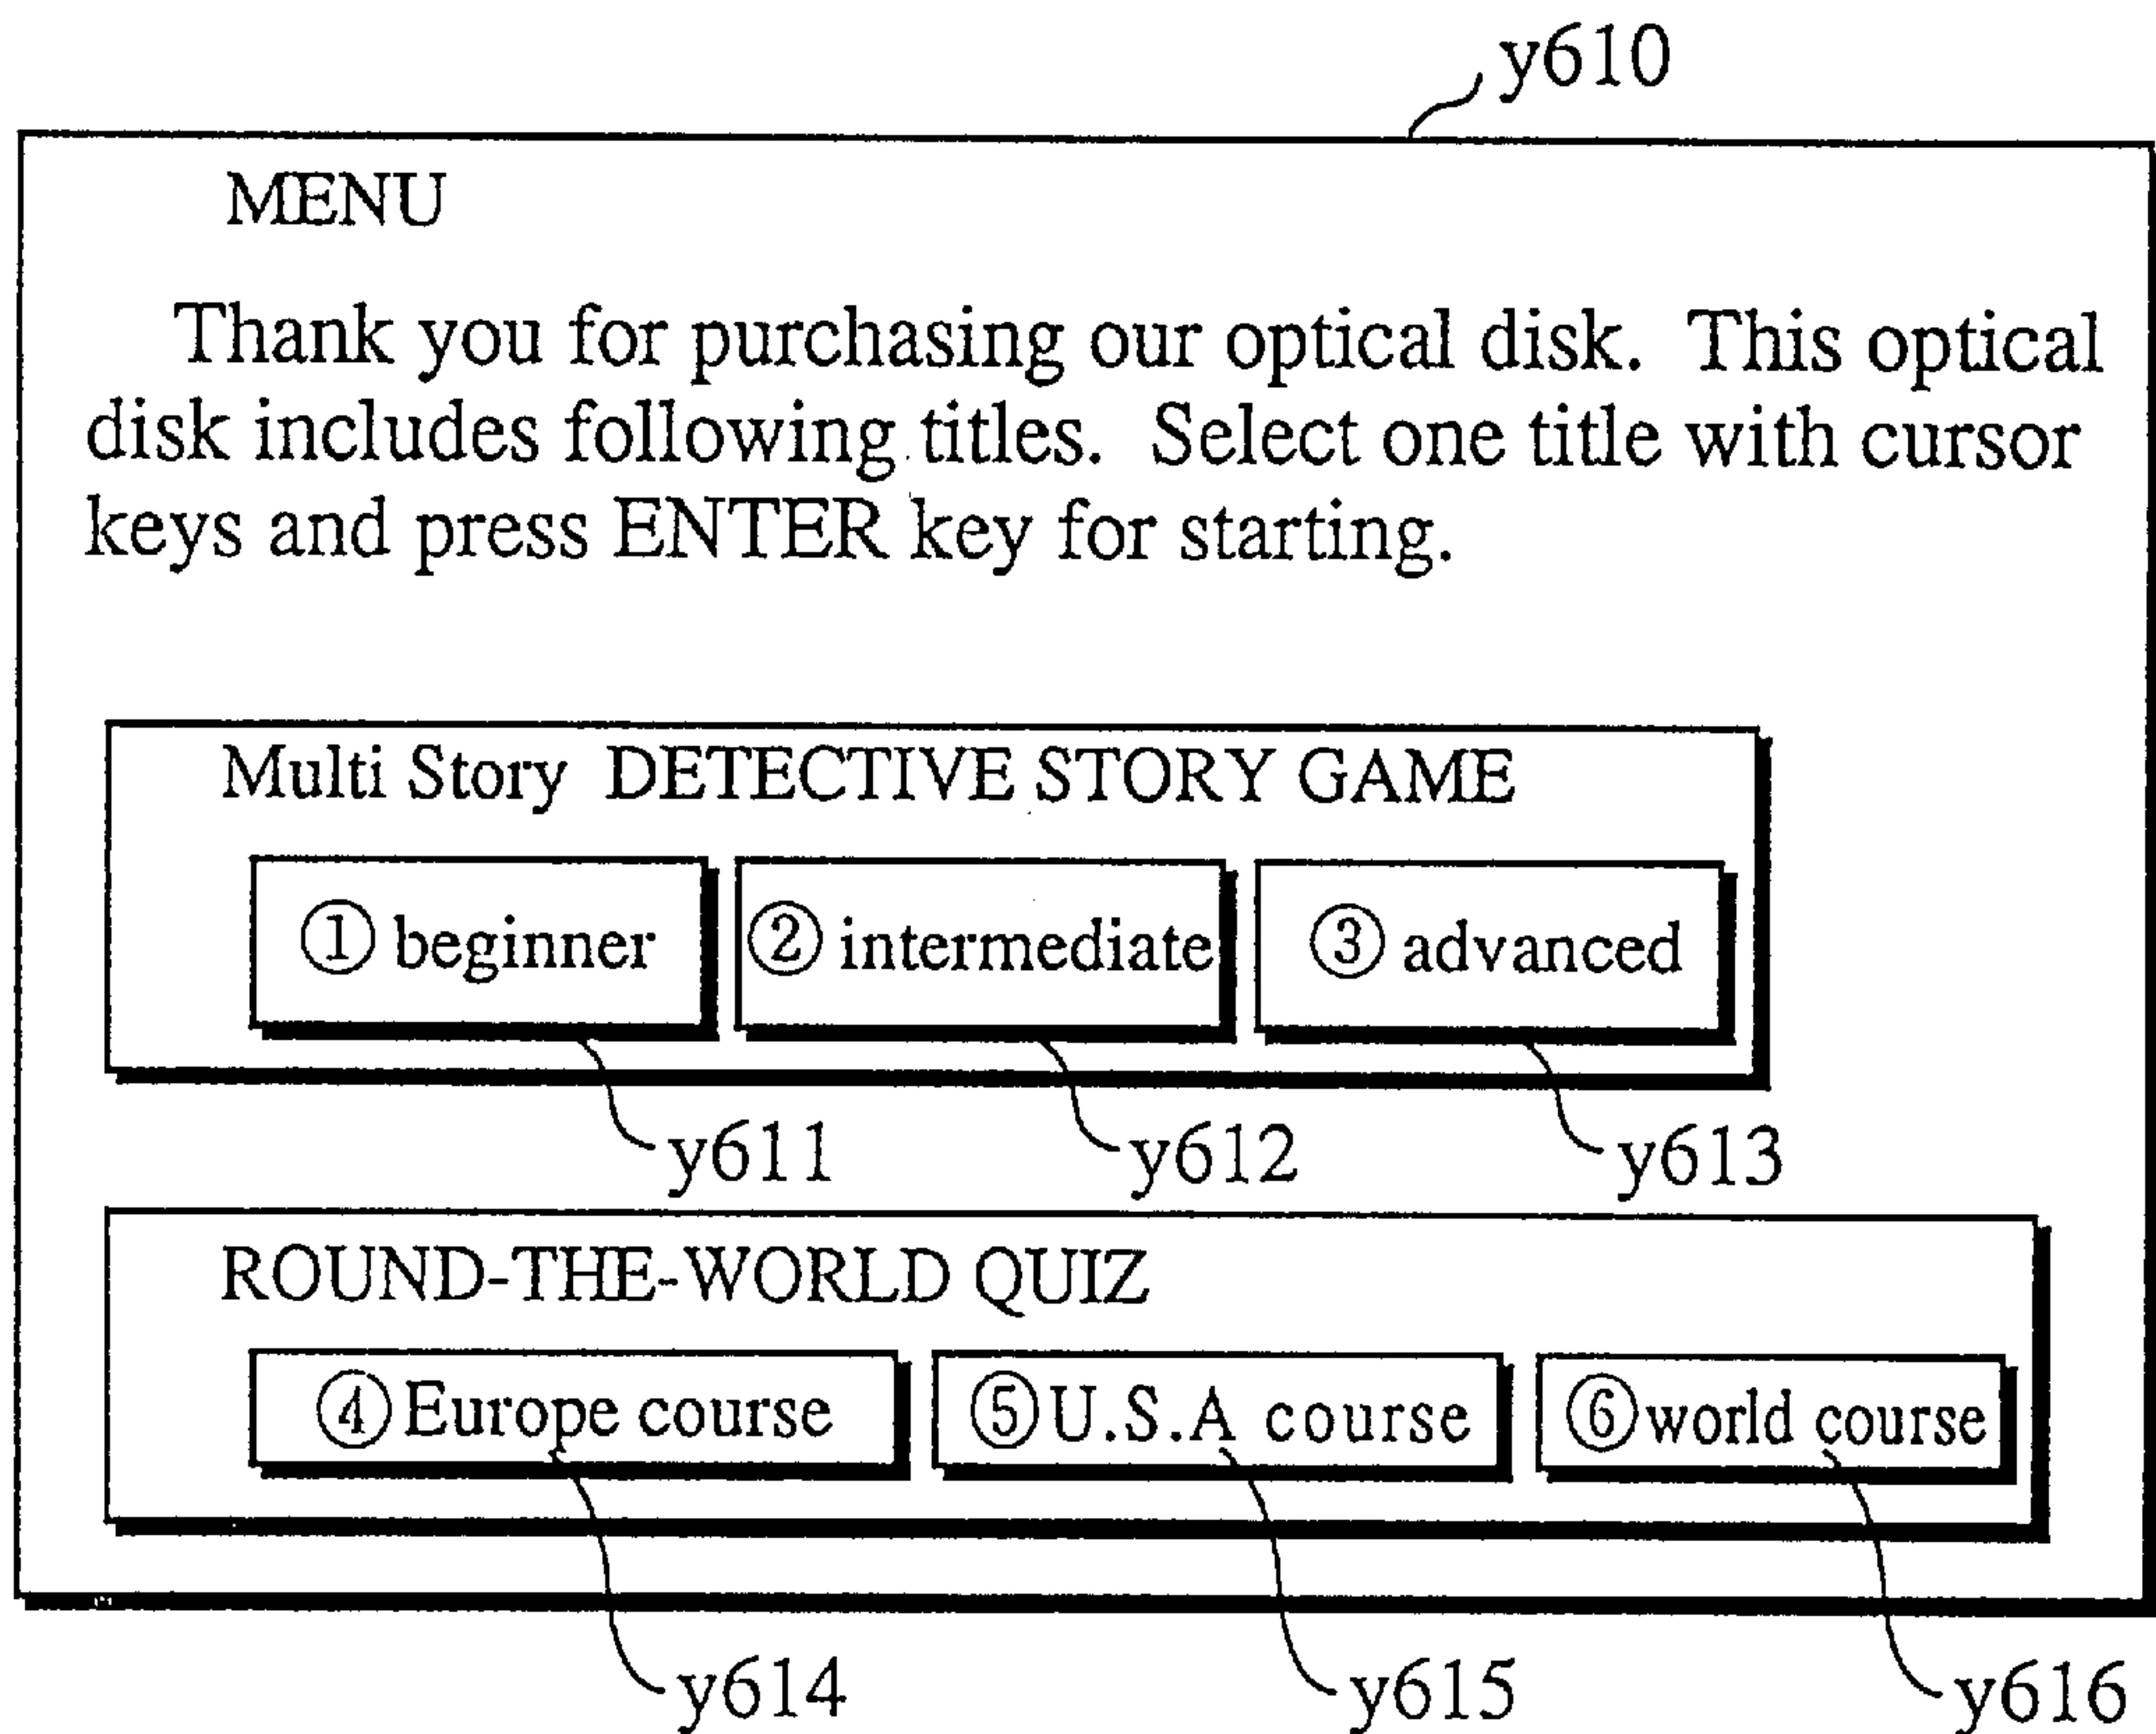 y610
MENU
Thank you for purchasing our optical disk. This optical
disk includes following titles. Select one title with cursor
keys and press ENTER key for starting.
Multi Story DETECTIVE STORY GAME
① beginner ② intermediate ③ advanced
y611 y612 y613
ROUND-THE-WORLD QUIZ
④ Europe course ⑤ U.S.A course ⑥ world course
y614 y615 y616